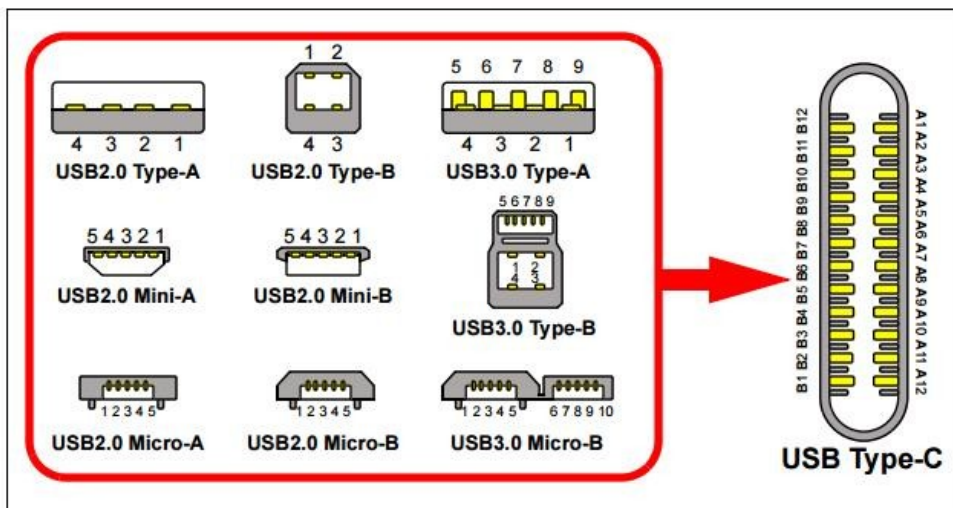 1 2
5 6 7 8 9
4 3 2 1
4 3
4 3 2 1
USB2.0 Type-A
USB2.0 Type-B
USB3.0 Type-A
5 6 7 8 9
5 4 3 2 1
5 4 3 2 1
1 2
4 3
USB2.0 Mini-A
USB2.0 Mini-B
USB3.0 Type-B
1 2 3 4 5
1 2 3 4 5
1 2 3 4 5
6 7 8 9 10
USB2.0 Micro-A
USB2.0 Micro-B
USB3.0 Micro-B
B1 B2 B3 B4 B5 B6 B7 B8 B9 B10 B11 B12
A1 A2 A3 A4 A5 A6 A7 A8 A9 A10 A11 A12
USB Type-C